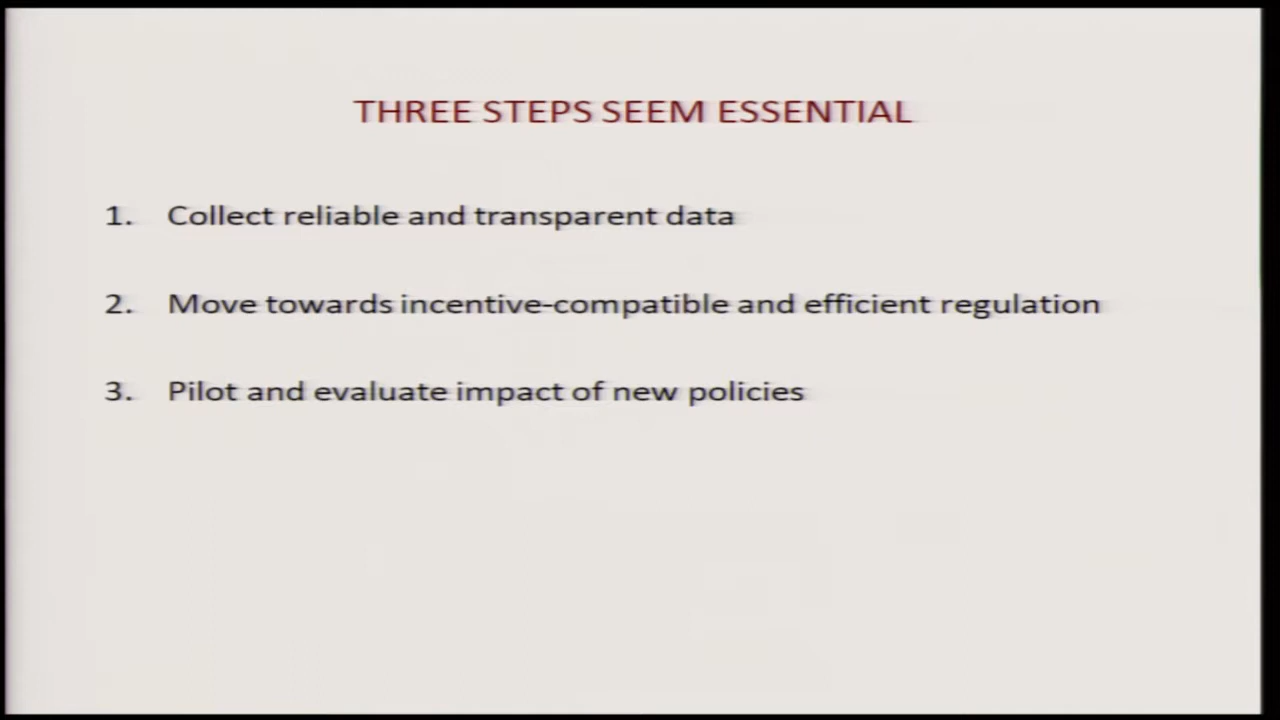 THREE STEPS SEEM ESSENTIAL
1. Collect reliable and transparent data
2. Move towards incentive-compatible and efficient regulation
3. Pilot and evaluate impact of new policies